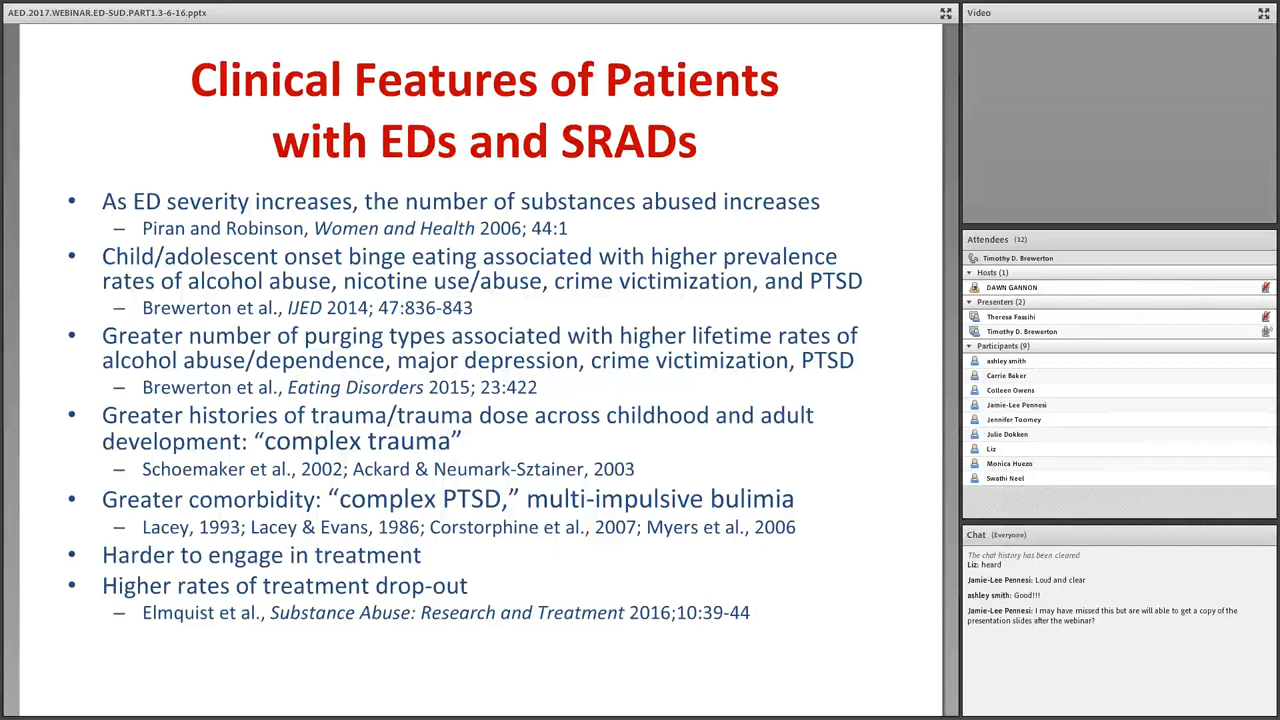 AED.2017.WEBINAR.ED-SUD.PART1.3-6-16.pptx
Clinical Features of Patients
with EDs and SRADs
• As ED severity increases, the number of substances abused increases
– Piran and Robinson, Women and Health 2006; 44:1
• Child/adolescent onset binge eating associated with higher prevalence
rates of alcohol abuse, nicotine use/abuse, crime victimization, and PTSD
– Brewerton et al., IJED 2014; 47:836-843
• Greater number of purging types associated with higher lifetime rates of
alcohol abuse/dependence, major depression, crime victimization, PTSD
– Brewerton et al., Eating Disorders 2015; 23:422
• Greater histories of trauma/trauma dose across childhood and adult
development: “complex trauma”
– Schoemaker et al., 2002; Ackard & Neumark-Sztainer, 2003
• Greater comorbidity: “complex PTSD,” multi-impulsive bulimia
– Lacey, 1993; Lacey & Evans, 1986; Corstorphine et al., 2007; Myers et al., 2006
• Harder to engage in treatment
• Higher rates of treatment drop-out
– Elmquist et al., Substance Abuse: Research and Treatment 2016;10:39-44
Video
Attendees (12)
Timothy D. Brewerton
Hosts (1)
DAWN GANNON
Presenters (2)
Theresa Fassihi
Timothy D. Brewerton
Participants (9)
ashley smith
Carrie Baker
Colleen Owens
Jamie-Lee Pennesi
Jennifer Toomey
Julie Dokken
Liz
Monica Huezo
Swathi Neel
Chat (Everyone)
The chat history has been cleared
Liz: heard
Jamie-Lee Pennesi: Loud and clear
ashley smith: Good!!!
Jamie-Lee Pennesi: I may have missed this but are will able to get a copy of the
presentation slides after the webinar?